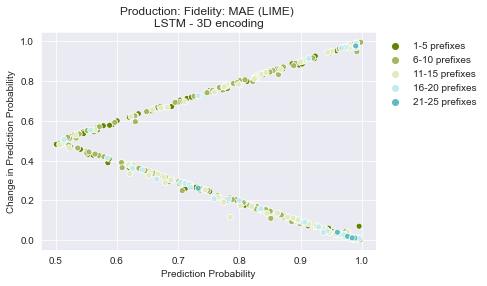 Production: Fidelity: MAE (LIME)
LSTM - 3D encoding
Change in Prediction Probability
1.0
0.8
0.6
0.4
0.2
0.0
0.5
0.6
0.7
0.8
0.9
1.0
Prediction Probability
1-5 prefixes
6-10 prefixes
11-15 prefixes
16-20 prefixes
21-25 prefixes